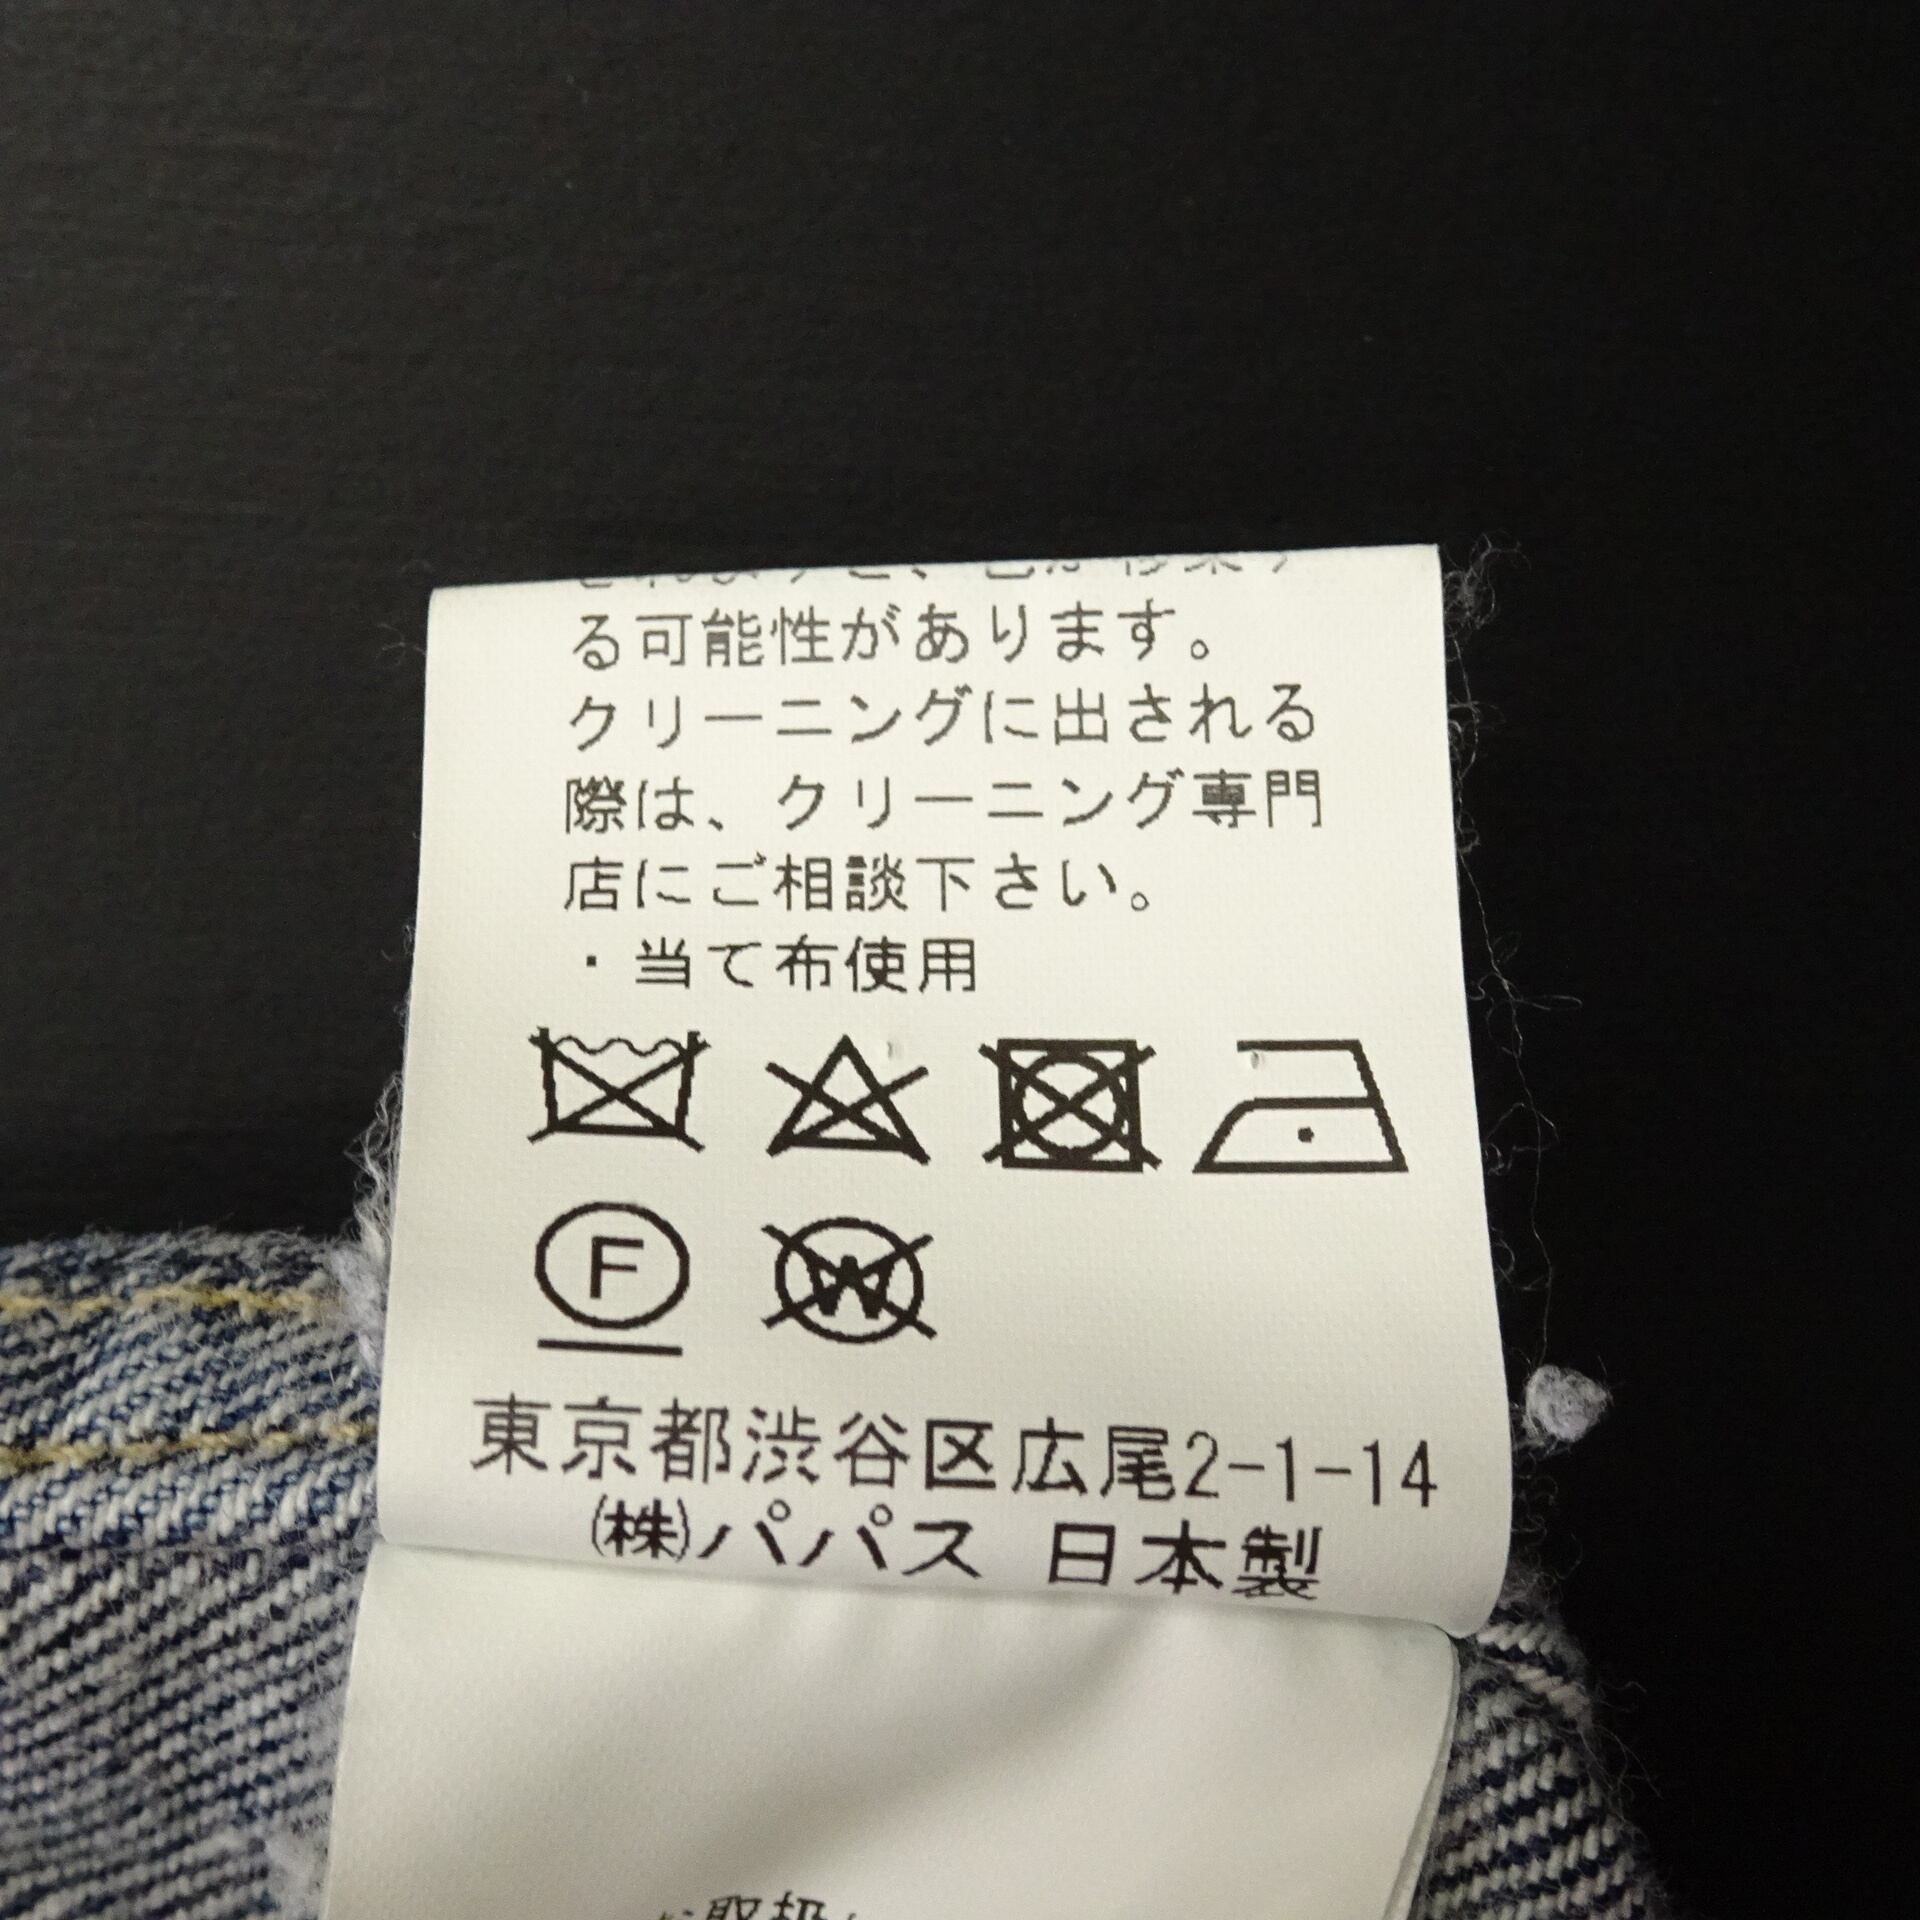 る可能性があります。
クリーニングに出される
際は、クリーニング専門
店にご相談下さい。
・当て布使用
F
W
東京都渋谷区広尾2-1-14
㈱パパス 日本製
取扱